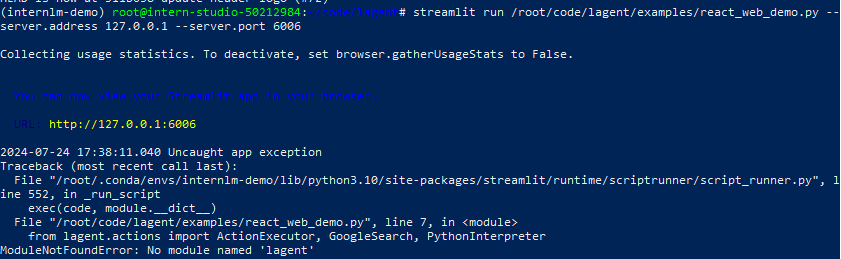 (internlm-demo) root@intern-studio-50212984:~/code/lagent# streamlit run /root/code/lagent/examples/react_web_demo.py --
server.address 127.0.0.1 --server.port 6006
Collecting usage statistics. To deactivate, set browser.gatherUsageStats to False.
You can now view your Streamlit app in your browser.
URL: http://127.0.0.1:6006
2024-07-24 17:38:11.040 Uncaught app exception
Traceback (most recent call last):
File "/root/.conda/envs/internlm-demo/lib/python3.10/site-packages/streamlit/runtime/scriptrunner/script_runner.py", l
ine 552, in _run_script
exec(code, module.__dict__)
File "/root/code/lagent/examples/react_web_demo.py", line 7, in <module>
from lagent.actions import ActionExecutor, GoogleSearch, PythonInterpreter
ModuleNotFoundError: No module named 'lagent'